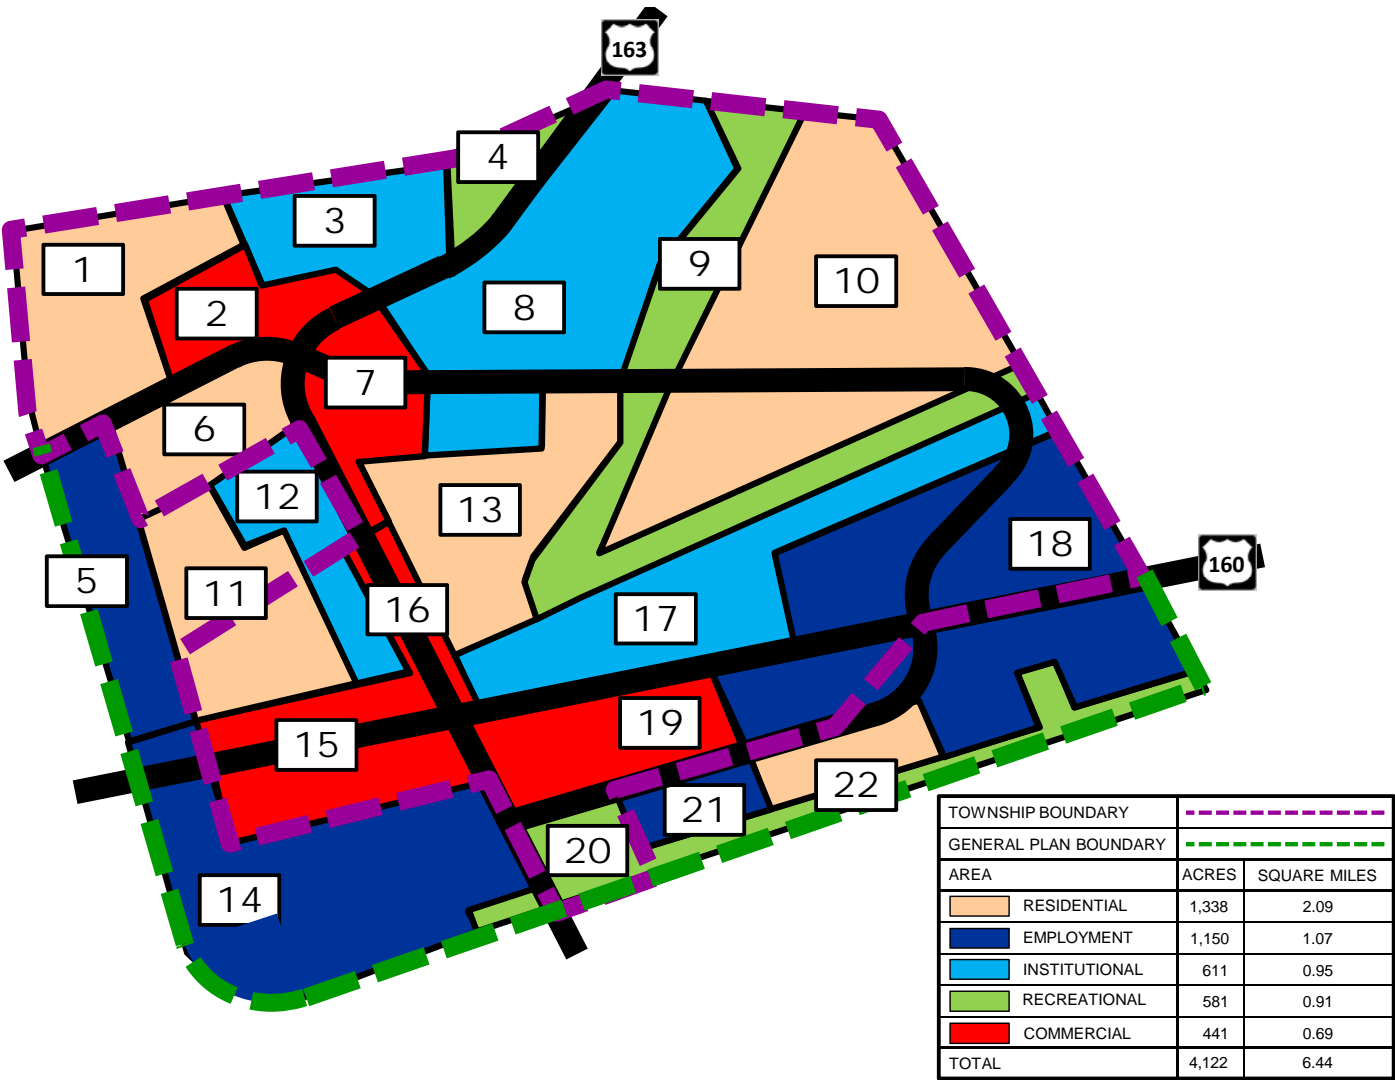 163
4
3
1
9
10
8
2
7
6
12
13
18
160
5
11
16
17
19
15
22
21
20
14
TOWNSHIP BOUNDARY
GENERAL PLAN BOUNDARY
AREA ACRES SQUARE MILES
RESIDENTIAL 1,338 2.09
EMPLOYMENT 1,150 1.07
INSTITUTIONAL 611 0.95
RECREATIONAL 581 0.91
COMMERCIAL 441 0.69
TOTAL 4,122 6.44